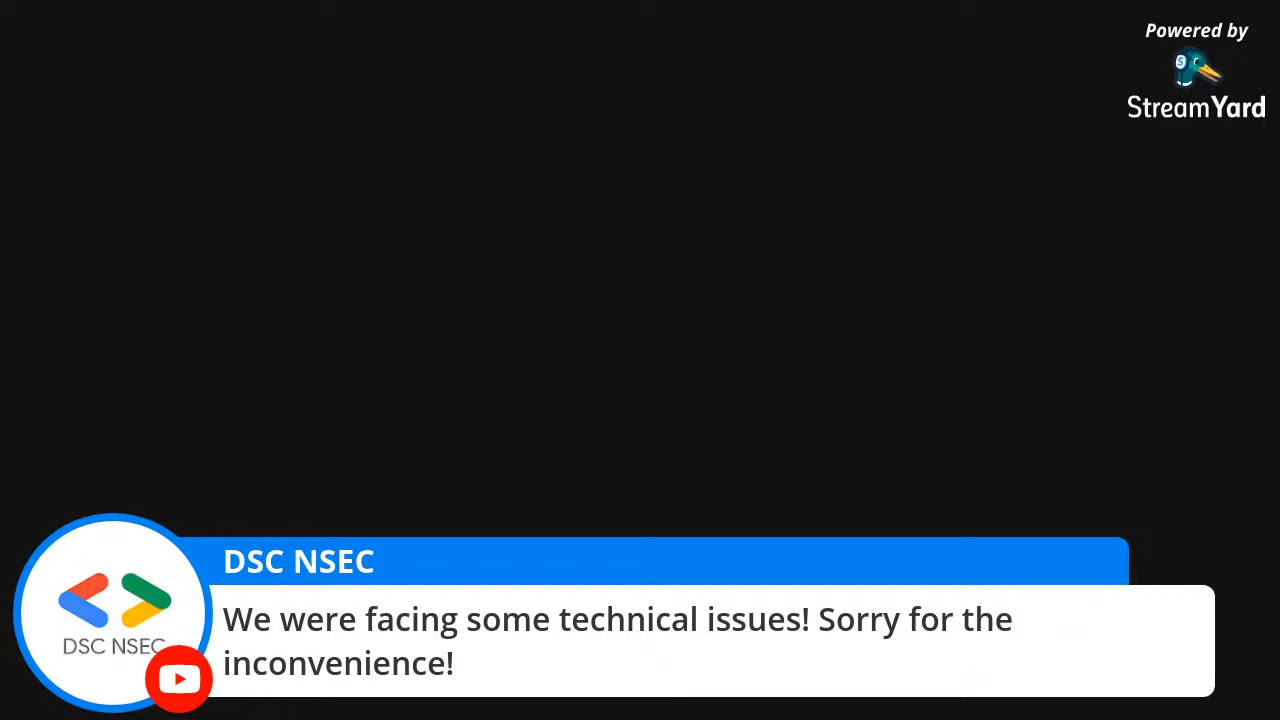 Powered by
StreamYard
DSC NSEC
We were facing some technical issues! Sorry for the
inconvenience!
DSC NSEC